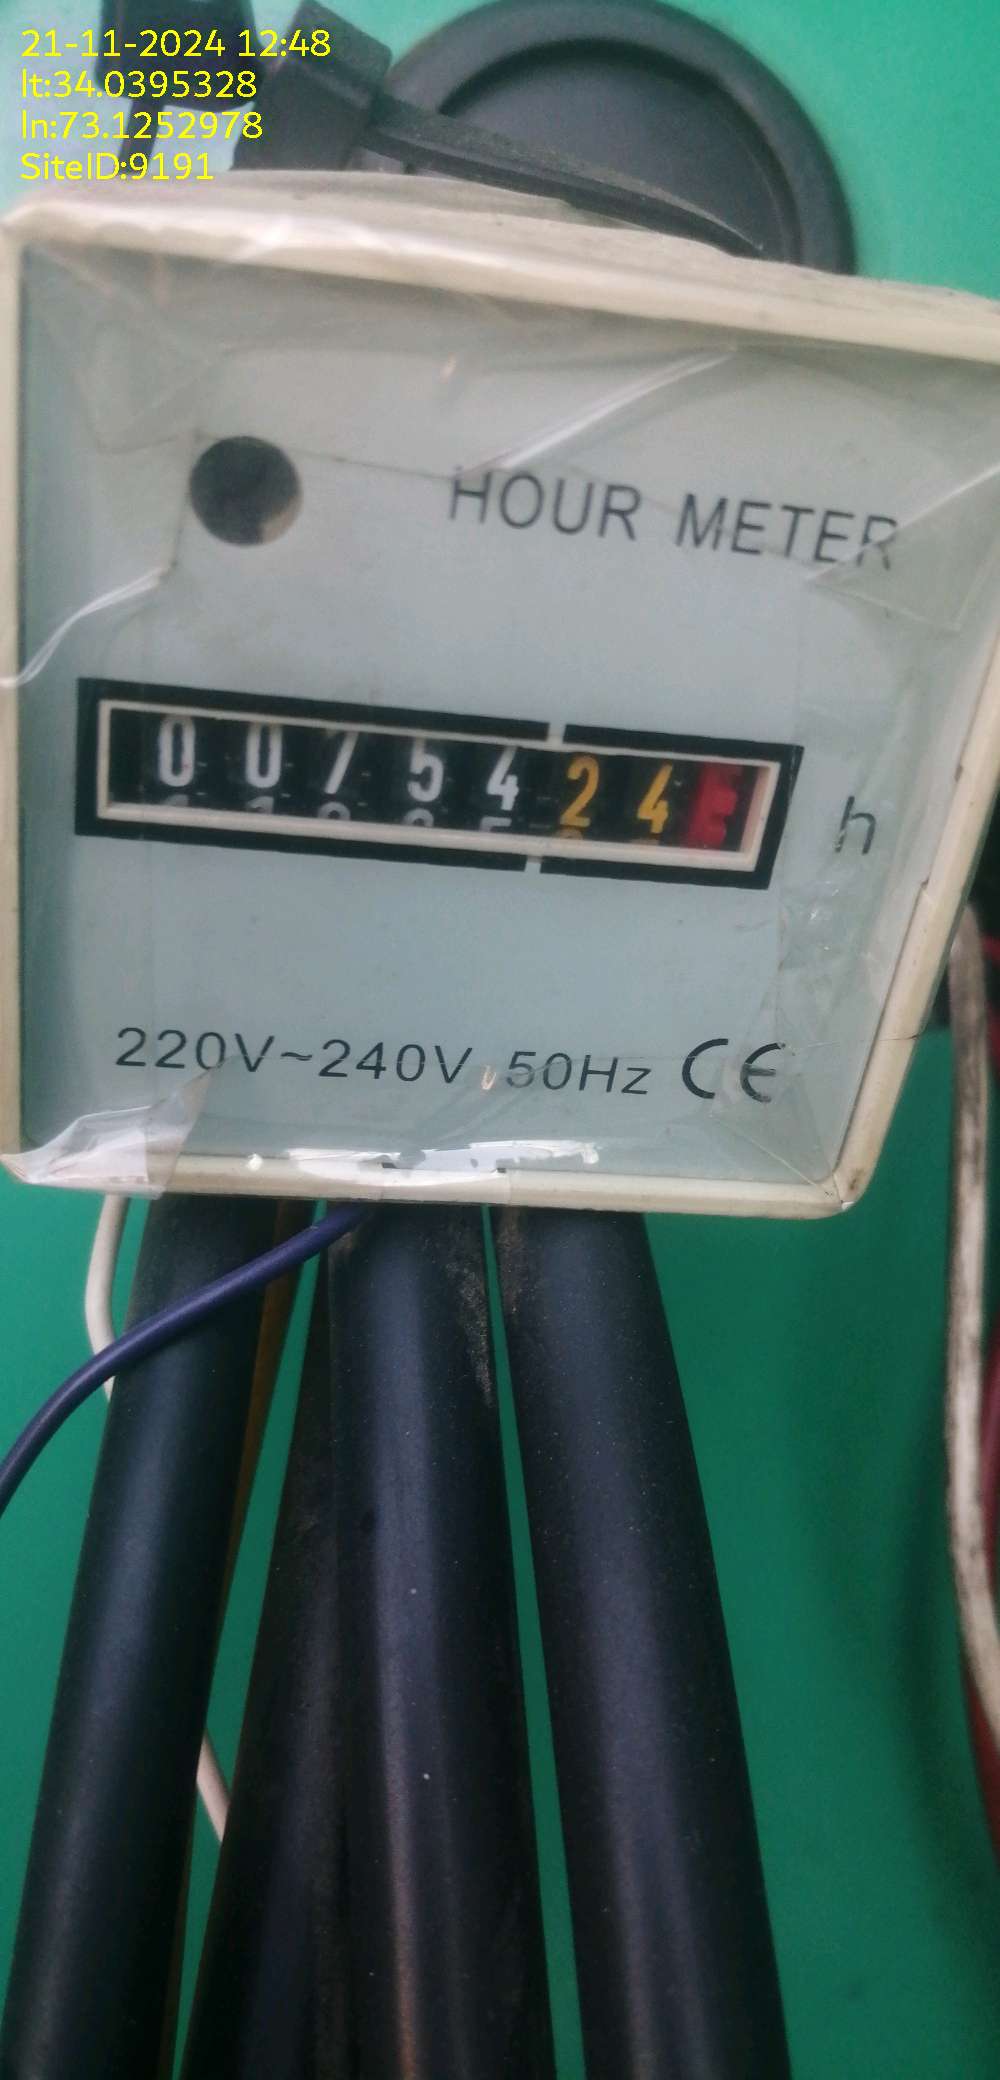 21-11-2024 12:48
lt:34.0395328
ln:73.1252978
SiteID:9191
HOUR METER
0075424
h
220V~240V 50Hz CE